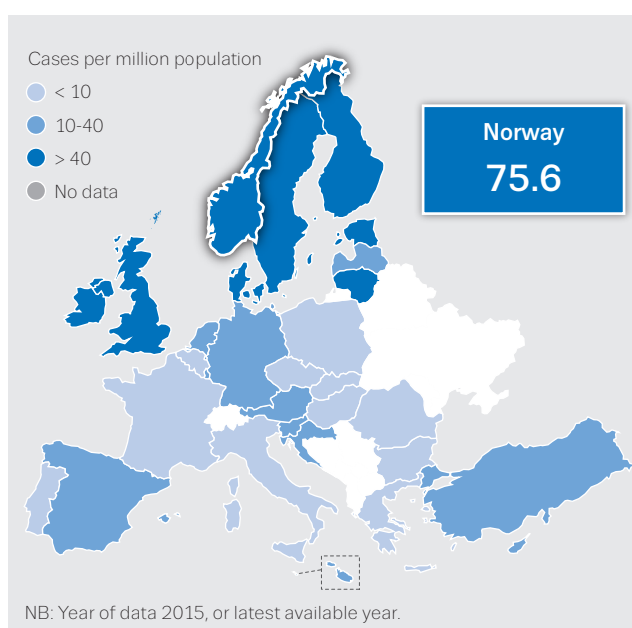 Cases per million population
< 10
10-40
> 40
No data
Norway
75.6
NB: Year of data 2015, or latest available year.